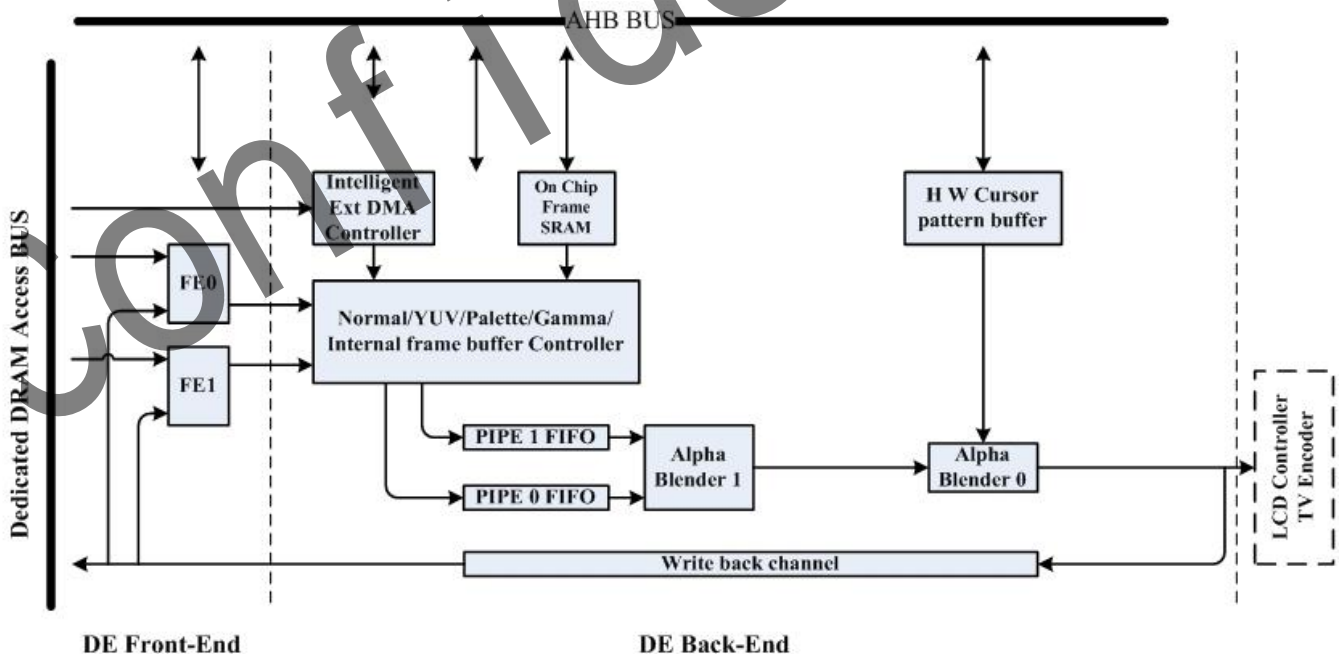 AHB BUS
Dedicated DRAM Access BUS
Intelligent
Ext DMA
Controller
On Chip
Frame
SRAM
H W Cursor
pattern buffer
FE0
FE1
Normal/YUV/Palette/Gamma/
Internal frame buffer Controller
PIPE 1 FIFO
PIPE 0 FIFO
Alpha
Blender 1
Alpha
Blender 0
LCD Controller
TV Encoder
Write back channel
DE Front-End
DE Back-End
Confide